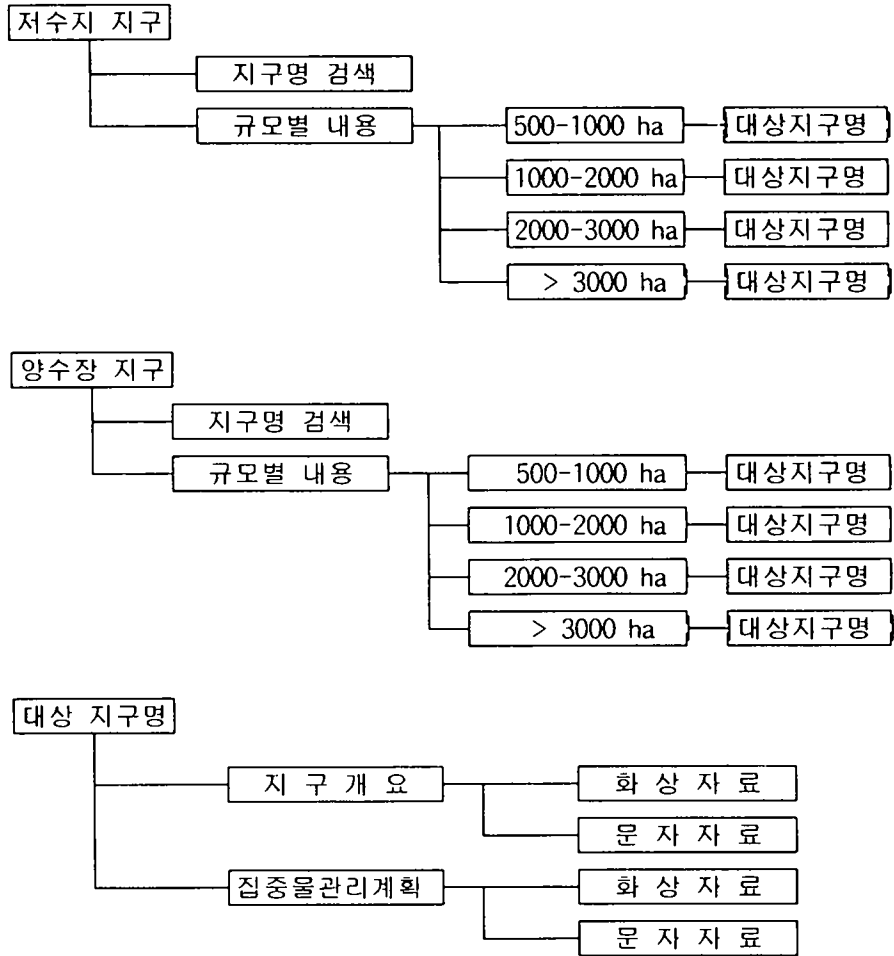 저수지 지구
지구명 검색
규모별 내용 500-1000 ha 대상지구명
1000-2000 ha 대상지구명
2000-3000 ha 대상지구명
> 3000 ha 대상지구명
양수장 지구
지구명 검색
규모별 내용 500-1000 ha 대상지구명
1000-2000 ha 대상지구명
2000-3000 ha 대상지구명
> 3000 ha 대상지구명
대상 지구명
지 구 개 요 화 상 자 료
문 자 자 료
집중물관리계획 화 상 자 료
문 자 자 료